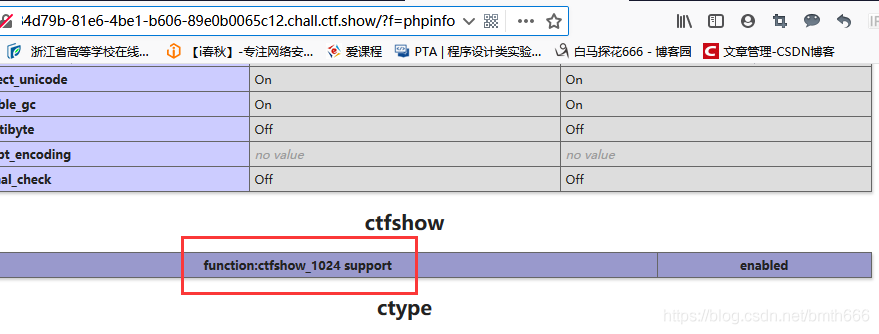 4d79b-81e6-4be1-b606-89e0b0065c12.chall.ctf.show/?f=phpinfo
浙江省高等学校在线... 【i春秋】-专注网络安... 爱课程 PTA | 程序设计类实验... 白马探花666 - 博客园 C 文章管理-CSDN博客
ect_unicode On On
ble_gc On On
tibyte Off Off
pt_encoding no value no value
nal_check Off Off
ctfshow
function:ctfshow_1024 support enabled
ctype
https://blog.csdn.net/bmth666